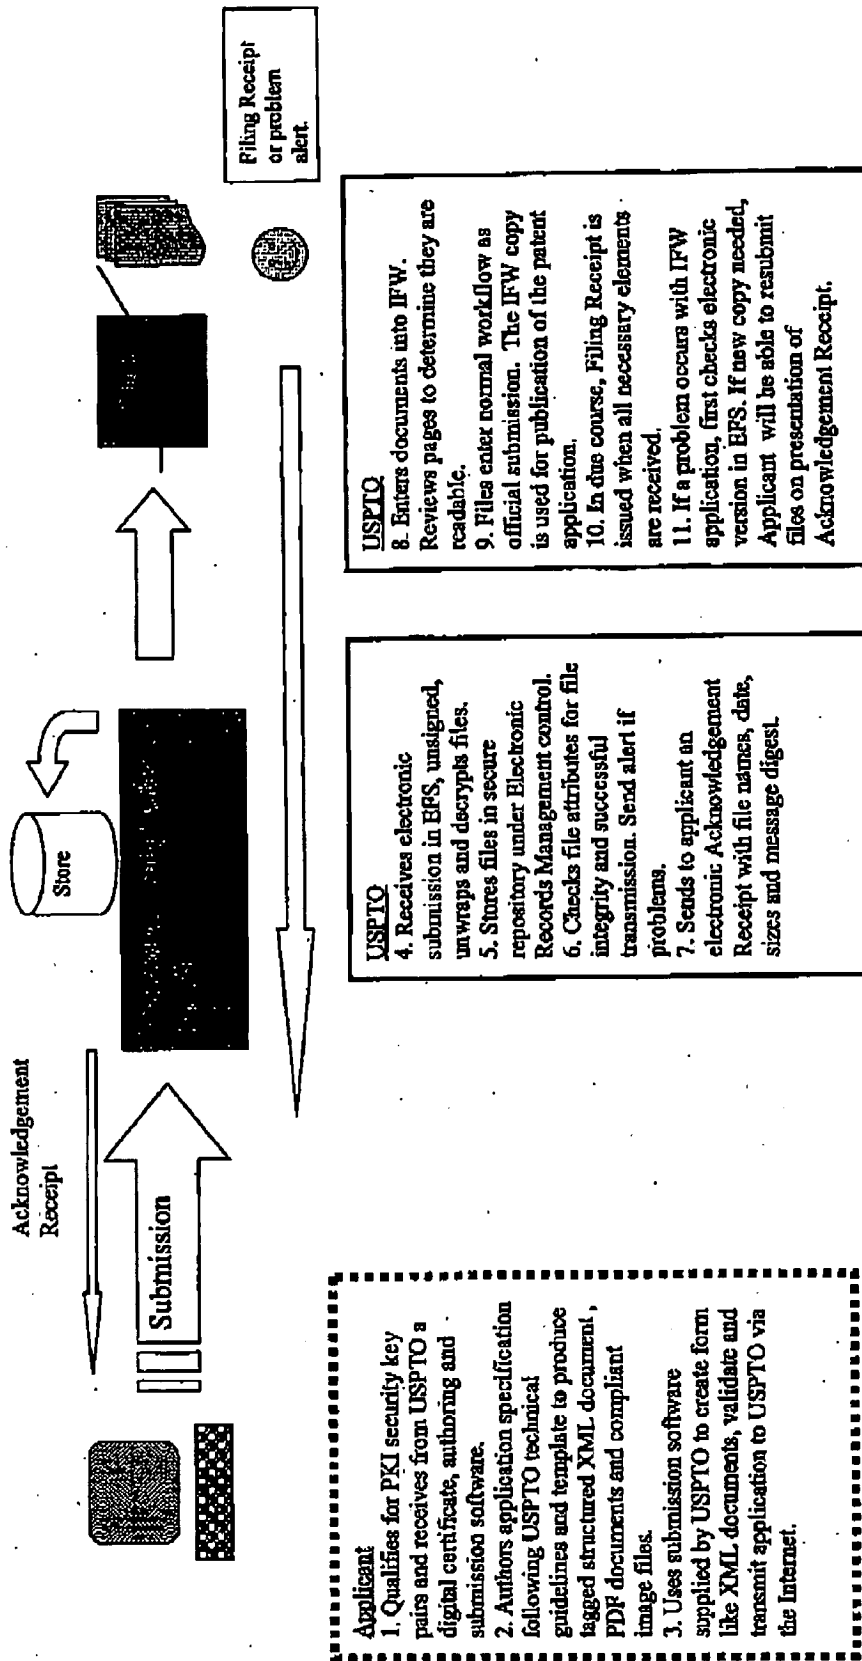 Acknowledgement
Receipt
Submission
Store
Filing Receipt
or problem
alert.
Applicant
1. Qualifies for PKI security key
pairs and receives from USPTO a
digital certificate, authoring and
submission software.
2. Authors application specification
following USPTO technical
guidelines and template to produce
tagged structured XML document,
PDF documents and compliant
image files.
3. Uses submission software
supplied by USPTO to create form
like XML documents, validate and
transmit application to USPTO via
the Internet.
USPTO
4. Receives electronic
submission in EFS, unsigned,
unwraps and decrypts files.
5. Stores files in secure
repository under Electronic
Records Management control.
6. Checks file attributes for file
integrity and successful
transmission. Send alert if
problems.
7. Sends to applicant an
electronic Acknowledgement
Receipt with file names, date,
sizes and message digest.
USPTO
8. Enters documents into IFW.
Reviews pages to determine they are
readable.
9. Files enter normal workflow as
official submission. The IFW copy
is used for publication of the patent
application.
10. In due course, Filing Receipt is
issued when all necessary elements
are received.
11. If a problem occurs with IFW
application, first checks electronic
version in EFS. If new copy needed,
Applicant will be able to resubmit
files on presentation of
Acknowledgement Receipt.